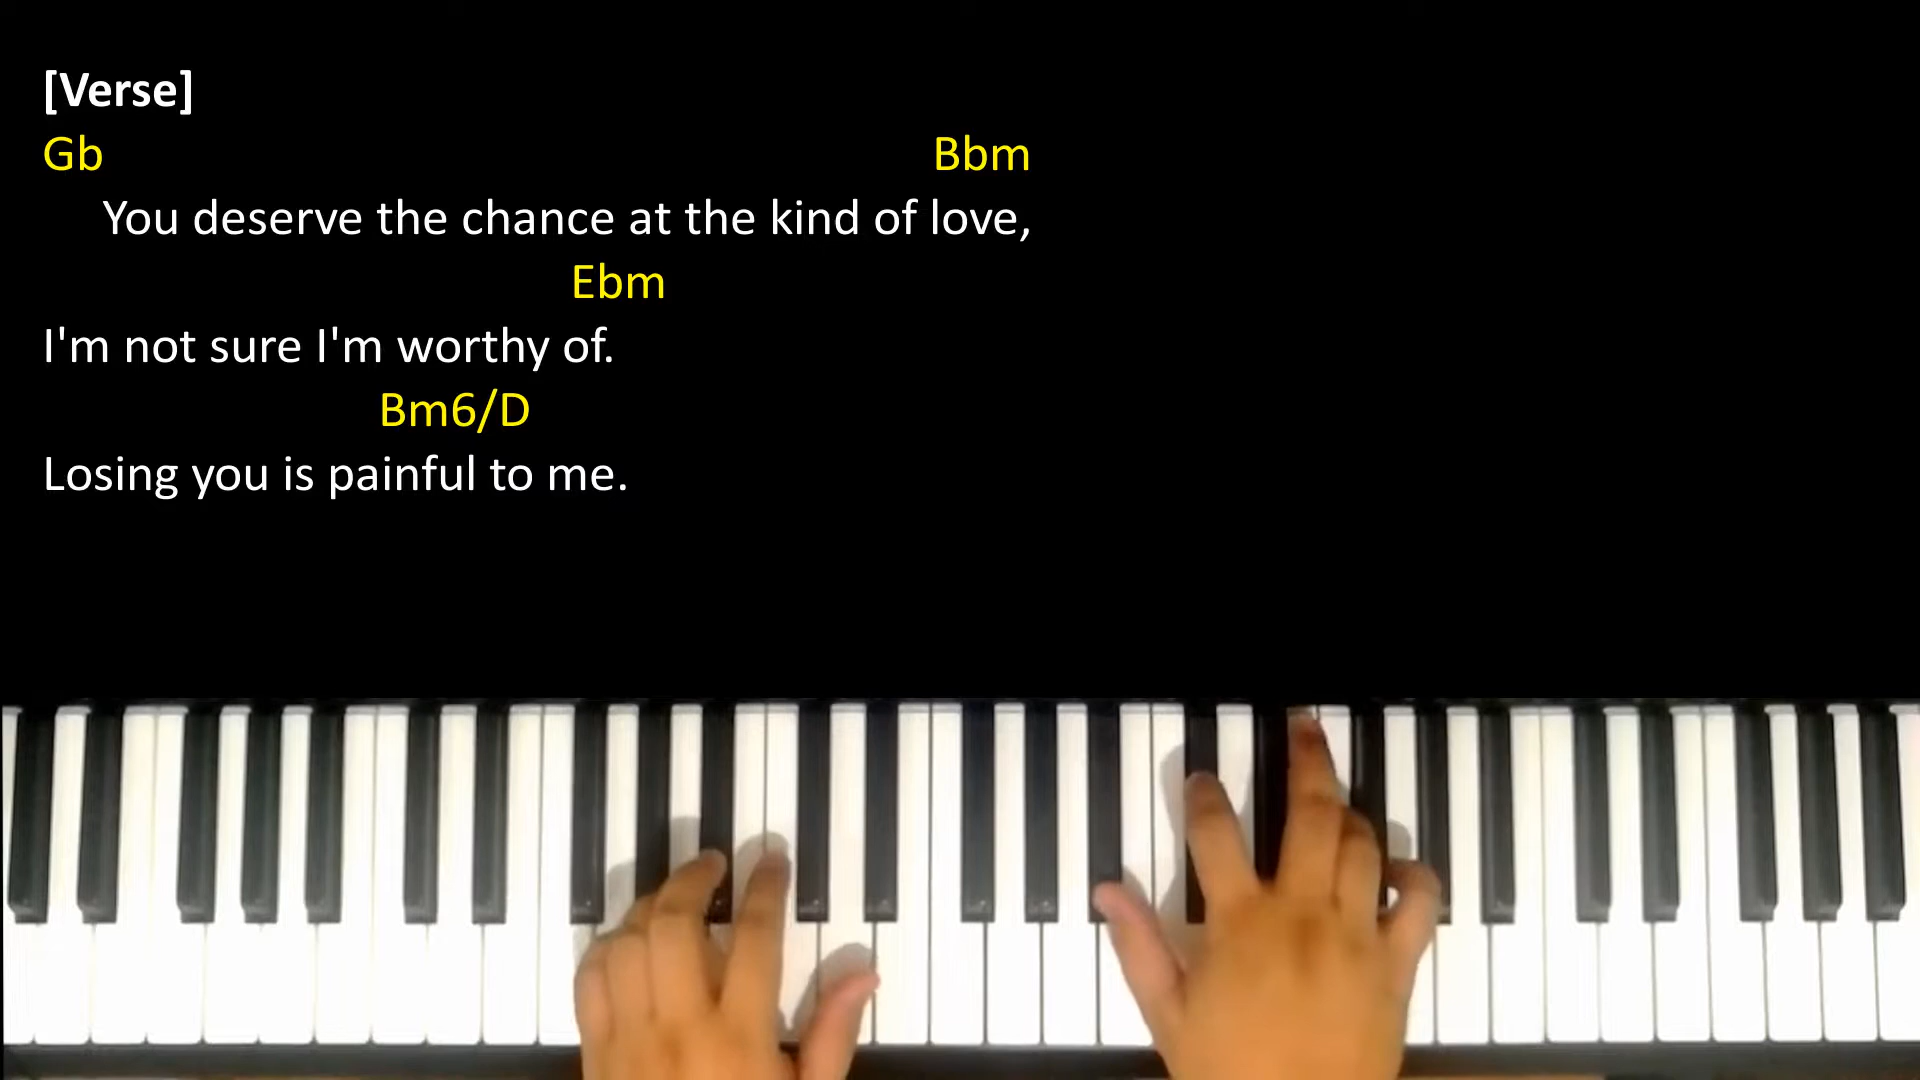 [Verse]
Gb Bbm
You deserve the chance at the kind of love,
Ebm
I'm not sure I'm worthy of.
Bm6/D
Losing you is painful to me.